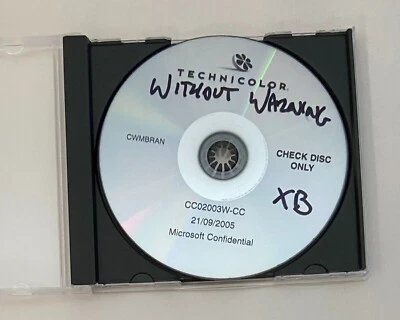 TECHNICOLOR
WITHOUT WARNING
CWMBRAN
CHECK DISC
ONLY
XB
CC02003W-CC
21/09/2005
Microsoft Confidential